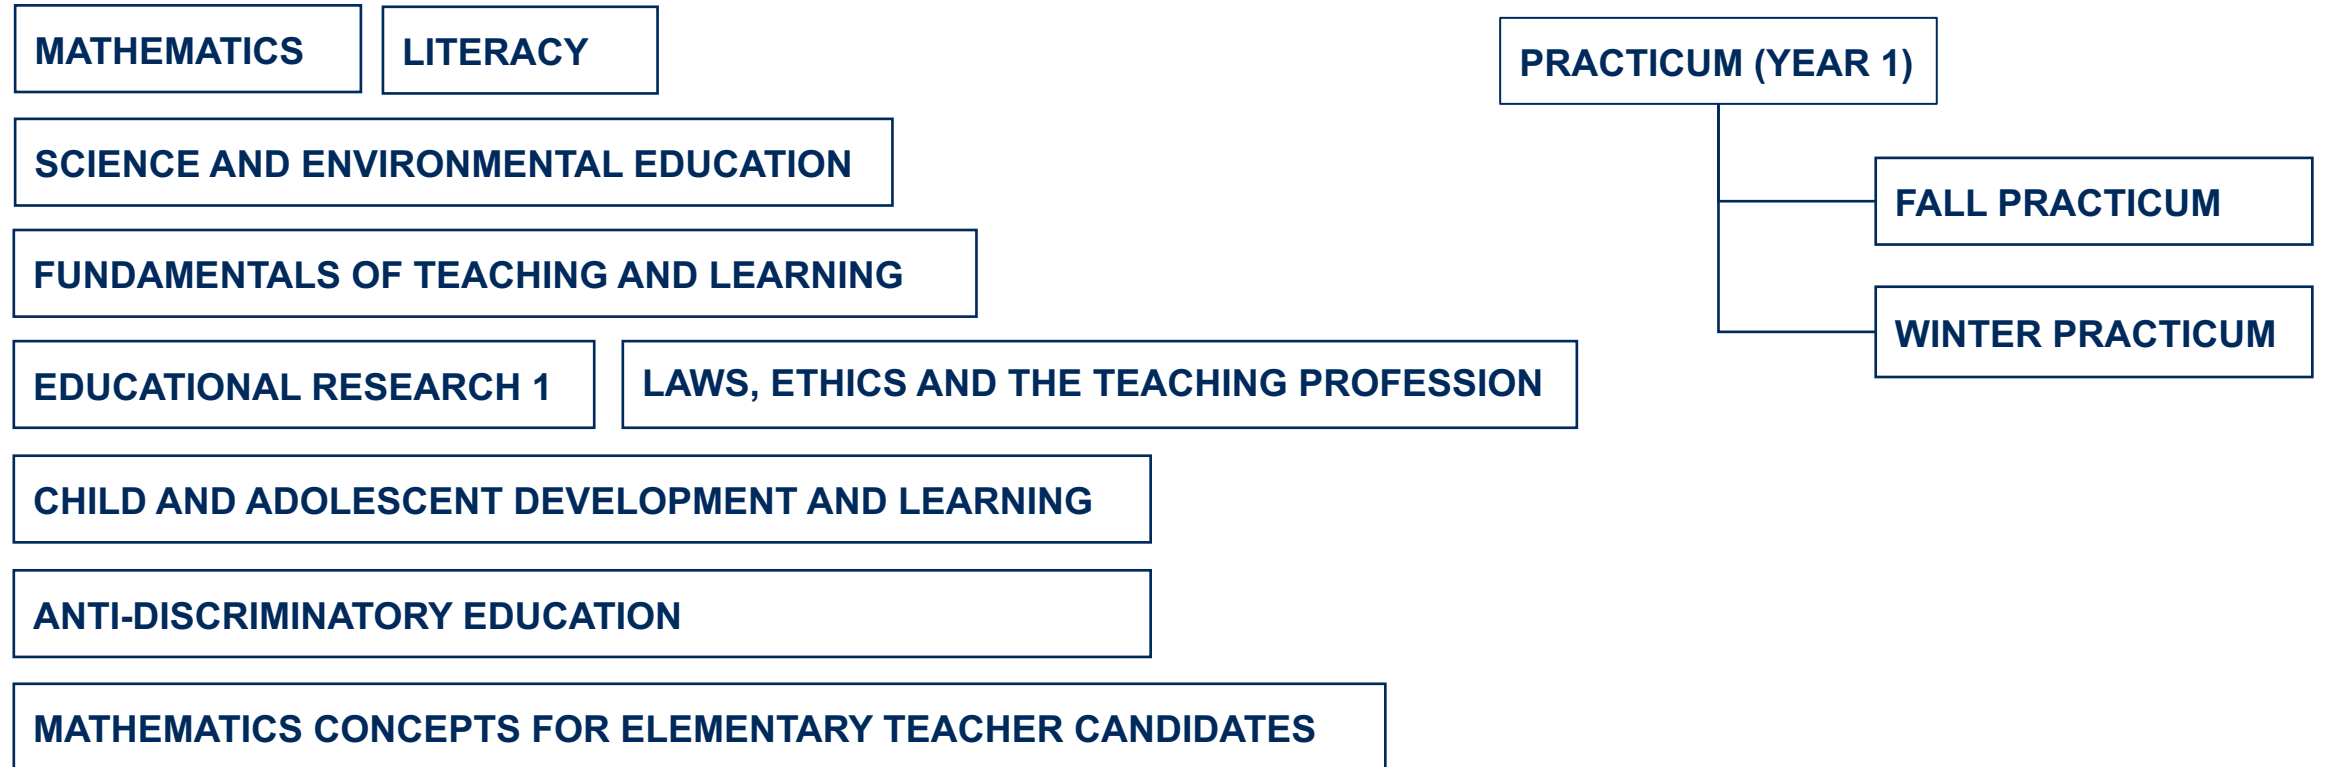 MATHEMATICS
LITERACY
SCIENCE AND ENVIRONMENTAL EDUCATION
FUNDAMENTALS OF TEACHING AND LEARNING
EDUCATIONAL RESEARCH 1
LAWS, ETHICS AND THE TEACHING PROFESSION
CHILD AND ADOLESCENT DEVELOPMENT AND LEARNING
ANTI-DISCRIMINATORY EDUCATION
MATHEMATICS CONCEPTS FOR ELEMENTARY TEACHER CANDIDATES
PRACTICUM (YEAR 1)
FALL PRACTICUM
WINTER PRACTICUM